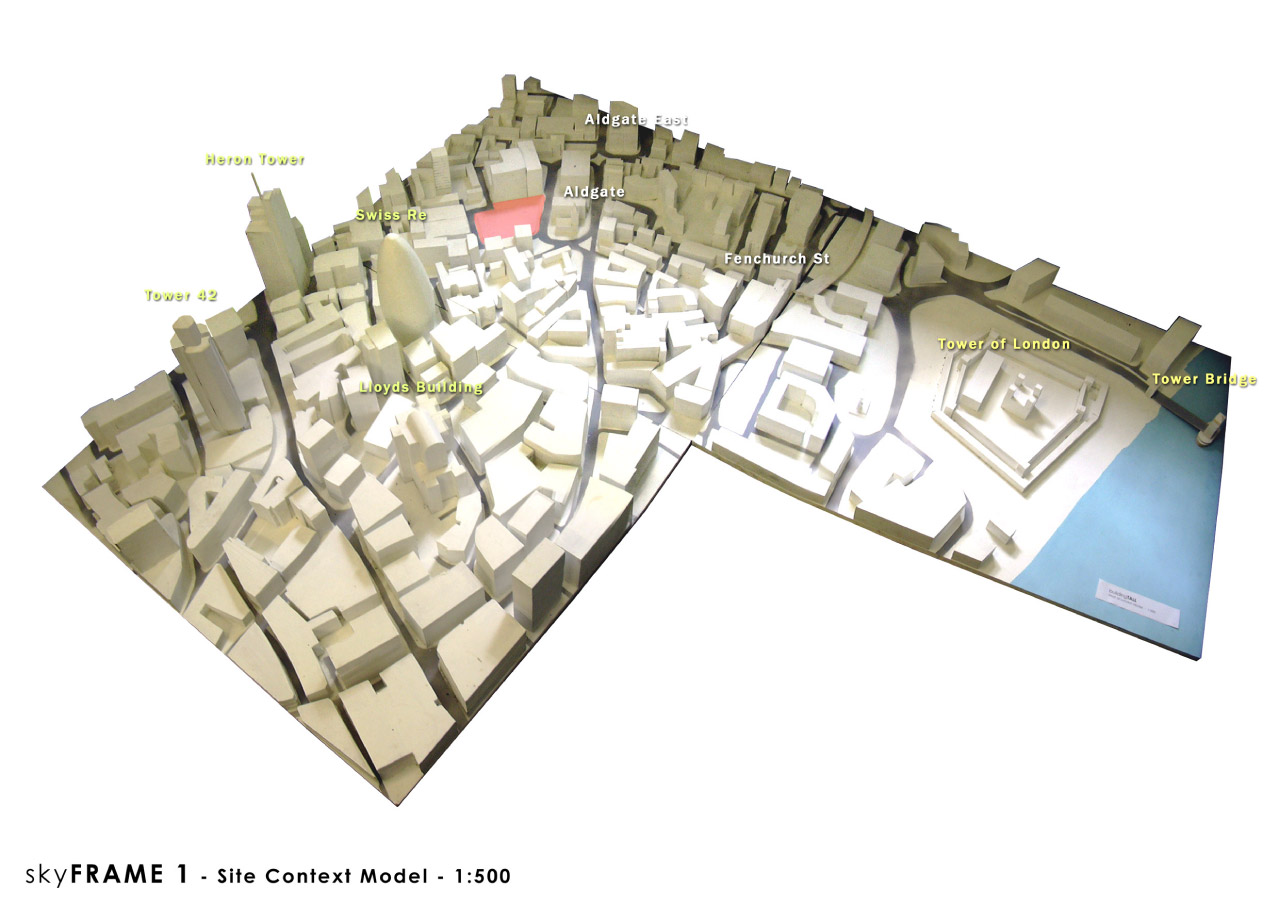 Aldgate East
Heron Tower
Aldgate
Swiss Re
Fenchurch St
Tower 42
Tower of London
Tower Bridge
Lloyds Building
skyFRAME 1 - Site Context Model - 1:500